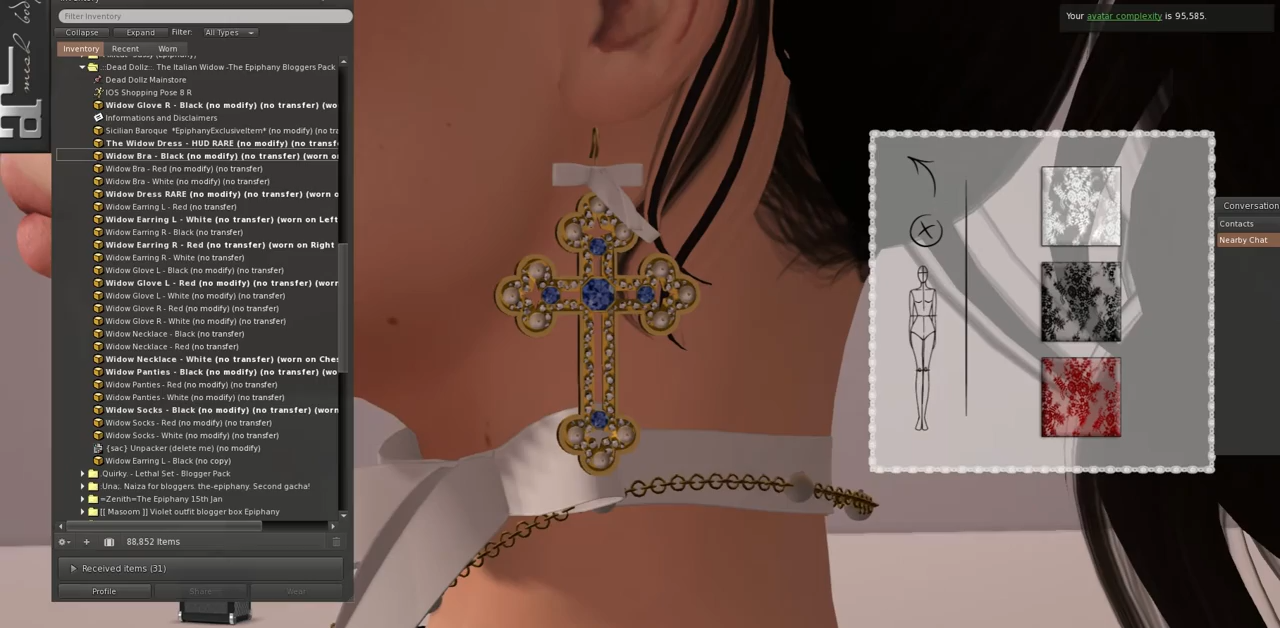 Filter Inventory
Collapse Expand Filter: All Types
Inventory Recent Worn
.::Dead Dollz::. The Italian Widow -The Epiphany Bloggers Pack
Dead Dollz Mainstore
IOS Shopping Pose 8 R
Widow Glove R - Black (no modify) (no transfer) (wo
Informations and Disclaimers
Sicilian Baroque *EpiphanyExclusiveItem* (no modify) (no tra
The Widow Dress - HUD RARE (no modify) (no transfer)
Widow Bra - Black (no modify) (no transfer) (worn o
Widow Bra - Red (no modify) (no transfer)
Widow Bra - White (no modify) (no transfer)
Widow Dress RARE (no modify) (no transfer) (worn o
Widow Earring L - Red (no transfer)
Widow Earring L - White (no transfer) (worn on Left
Widow Earring R - Black (no transfer)
Widow Earring R - Red (no transfer) (worn on Right
Widow Earring R - White (no transfer)
Widow Glove L - Black (no modify) (no transfer)
Widow Glove L - Red (no modify) (no transfer) (worn
Widow Glove L - White (no modify) (no transfer)
Widow Glove R - Red (no modify) (no transfer)
Widow Glove R - White (no modify) (no transfer)
Widow Necklace - Black (no transfer)
Widow Necklace - Red (no transfer)
Widow Necklace - White (no transfer) (worn on Ches
Widow Panties - Black (no modify) (no transfer) (wo
Widow Panties - Red (no modify) (no transfer)
Widow Panties - White (no modify) (no transfer)
Widow Socks - Black (no modify) (no transfer) (worn
Widow Socks - Red (no modify) (no transfer)
Widow Socks - White (no modify) (no transfer)
{sac} Unpacker (delete me) (no modify)
Widow Earring L - Black (no copy)
.Quirky. - Lethal Set - Blogger Pack
:Una:. Naiza for bloggers. the-epiphany. Second gacha!
=Zenith=The Epiphany 15th Jan
[[ Masoom ]] Violet outfit blogger box Epiphany
88,852 Items
Received items (31)
Profile Share Wear
Your avatar complexity is 95,585.
Conversation
Contacts
Nearby Chat
mesh body